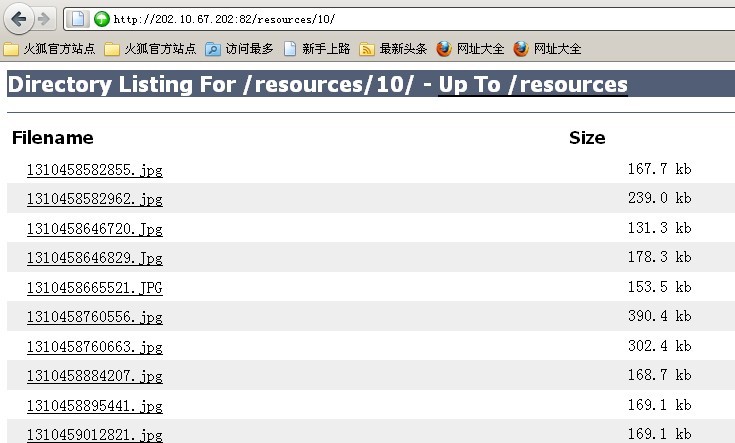 http://202.10.67.202:82/resources/10/
火狐官方站点 火狐官方站点 访问最多 新手上路 最新头条 网址大全 网址大全
Directory Listing For /resources/10/ - Up To /resources
Filename Size
1310458582855.jpg 167.7 kb
1310458582962.jpg 239.0 kb
1310458646720.Jpg 131.3 kb
1310458646829.Jpg 178.3 kb
1310458665521.JPG 153.5 kb
1310458760556.jpg 390.4 kb
1310458760663.jpg 302.4 kb
1310458884207.jpg 168.7 kb
1310458895441.jpg 169.1 kb
1310459012821.jpg 169.1 kb